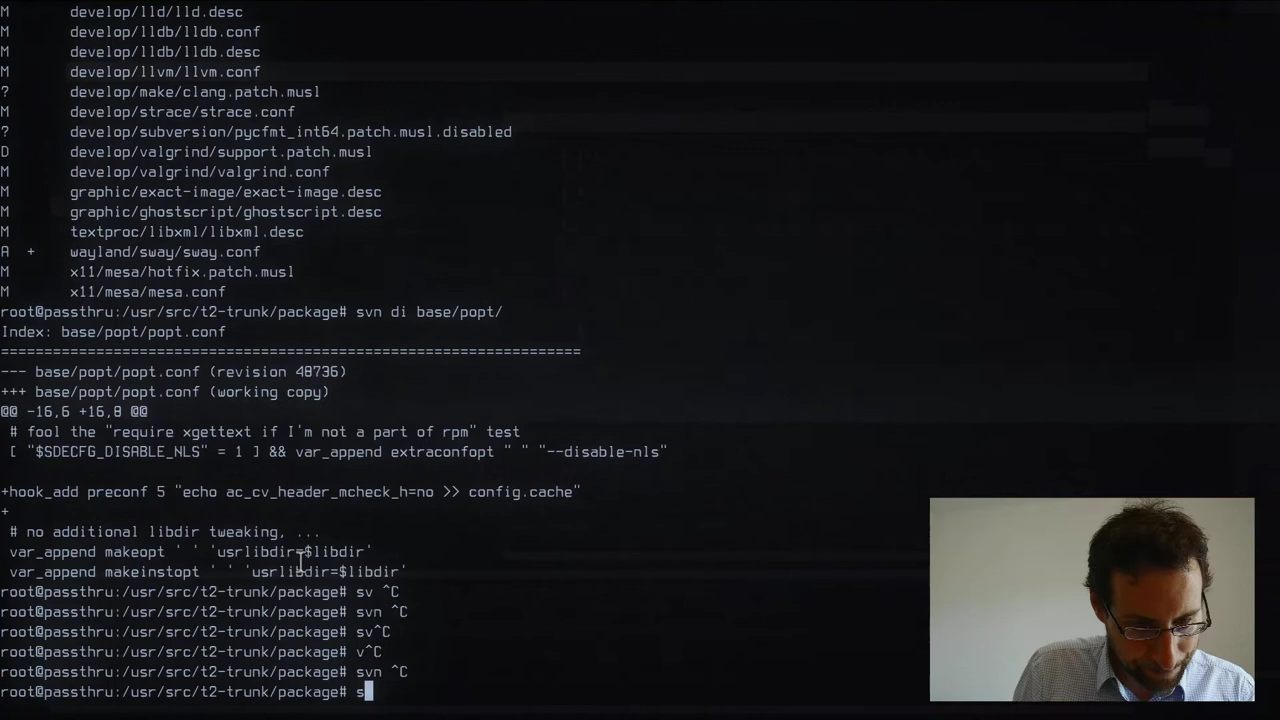 M       develop/lld/lld.desc
M       develop/lldb/lldb.conf
M       develop/lldb/lldb.desc
M       develop/llvm/llvm.conf
?       develop/make/clang.patch.musl
M       develop/strace/strace.conf
?       develop/subversion/pycfmt_int64.patch.musl.disabled
D       develop/valgrind/support.patch.musl
M       develop/valgrind/valgrind.conf
M       graphic/exact-image/exact-image.desc
M       graphic/ghostscript/ghostscript.desc
M       textproc/libxml/libxml.desc
A  +    wayland/sway/sway.conf
M       x11/mesa/hotfix.patch.musl
M       x11/mesa/mesa.conf
root@passthru:/usr/src/t2-trunk/package# svn di base/popt/
Index: base/popt/popt.conf
===================================================================
--- base/popt/popt.conf (revision 48736)
+++ base/popt/popt.conf (working copy)
@@ -16,6 +16,8 @@
 # fool the "require xgettext if I'm not a part of rpm" test
 [ "$SDECFG_DISABLE_NLS" = 1 ] && var_append extraconfopt " " "--disable-nls"
+hook_add preconf 5 "echo ac_cv_header_mcheck_h=no >> config.cache"
+
 # no additional libdir tweaking, ...
 var_append makeopt ' ' 'usrlibdir=$libdir'
 var_append makeinstopt ' ' 'usrlibdir=$libdir'
root@passthru:/usr/src/t2-trunk/package# sv ^C
root@passthru:/usr/src/t2-trunk/package# svn ^C
root@passthru:/usr/src/t2-trunk/package# sv^C
root@passthru:/usr/src/t2-trunk/package# v^C
root@passthru:/usr/src/t2-trunk/package# svn ^C
root@passthru:/usr/src/t2-trunk/package# s